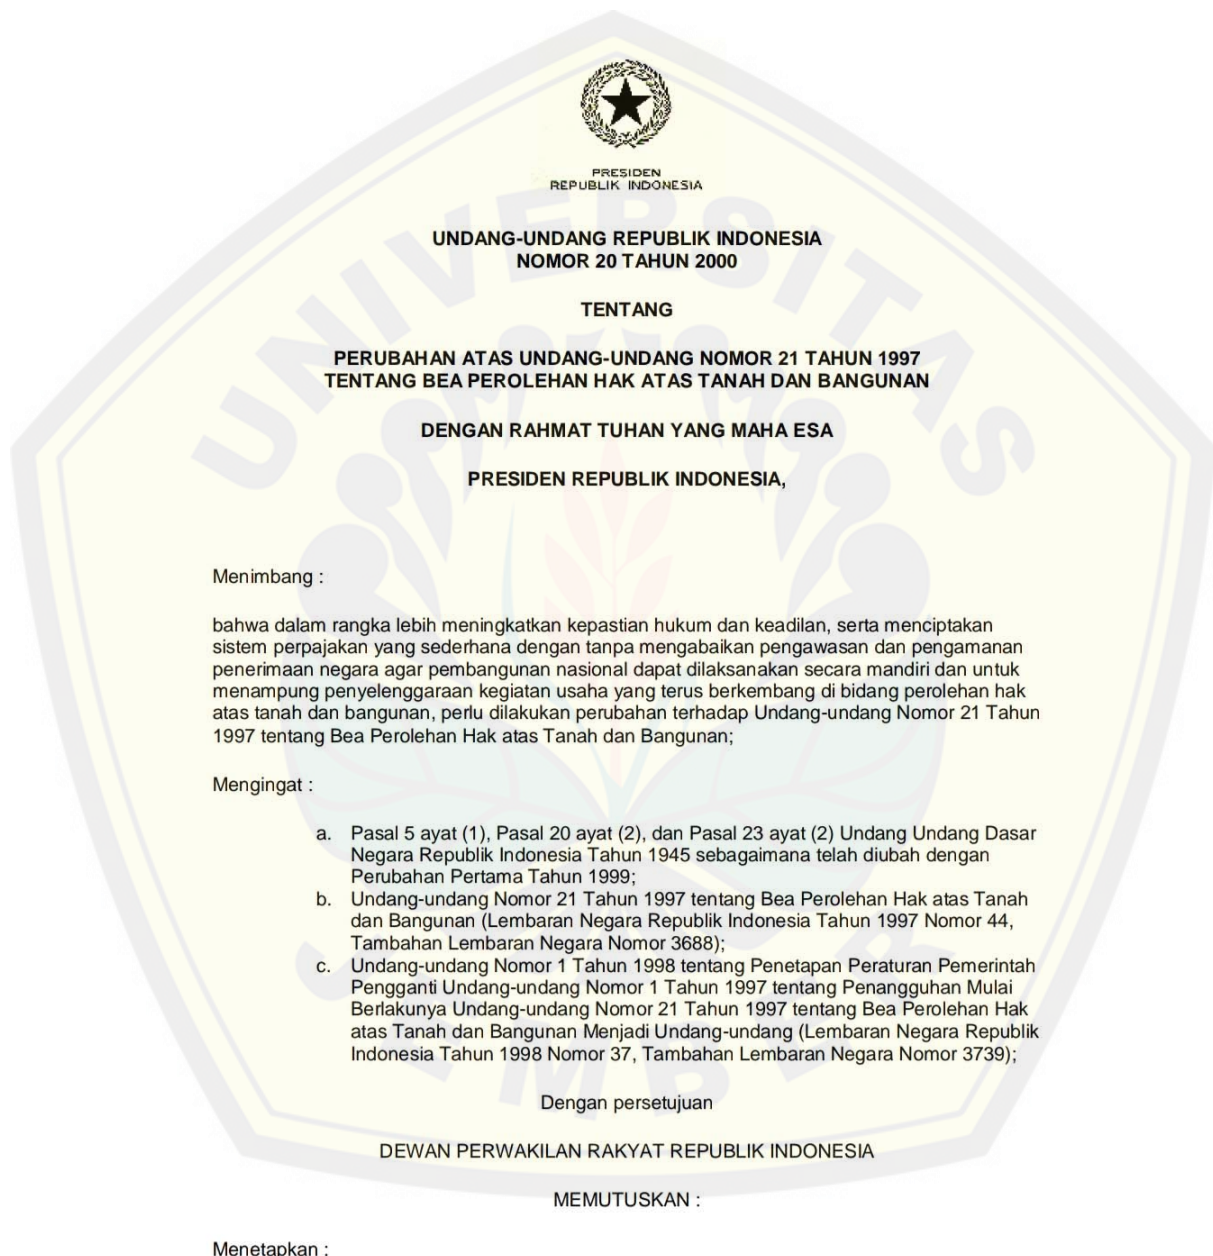 PRESIDEN
REPUBLIK INDONESIA
UNDANG-UNDANG REPUBLIK INDONESIA
NOMOR 20 TAHUN 2000
TENTANG
PERUBAHAN ATAS UNDANG-UNDANG NOMOR 21 TAHUN 1997
TENTANG BEA PEROLEHAN HAK ATAS TANAH DAN BANGUNAN
DENGAN RAHMAT TUHAN YANG MAHA ESA
PRESIDEN REPUBLIK INDONESIA,
Menimbang :
bahwa dalam rangka lebih meningkatkan kepastian hukum dan keadilan, serta menciptakan
sistem perpajakan yang sederhana dengan tanpa mengabaikan pengawasan dan pengamanan
penerimaan negara agar pembangunan nasional dapat dilaksanakan secara mandiri dan untuk
menampung penyelenggaraan kegiatan usaha yang terus berkembang di bidang perolehan hak
atas tanah dan bangunan, perlu dilakukan perubahan terhadap Undang-undang Nomor 21 Tahun
1997 tentang Bea Perolehan Hak atas Tanah dan Bangunan;
Mengingat :
a. Pasal 5 ayat (1), Pasal 20 ayat (2), dan Pasal 23 ayat (2) Undang Undang Dasar
Negara Republik Indonesia Tahun 1945 sebagaimana telah diubah dengan
Perubahan Pertama Tahun 1999;
b. Undang-undang Nomor 21 Tahun 1997 tentang Bea Perolehan Hak atas Tanah
dan Bangunan (Lembaran Negara Republik Indonesia Tahun 1997 Nomor 44,
Tambahan Lembaran Negara Nomor 3688);
c. Undang-undang Nomor 1 Tahun 1998 tentang Penetapan Peraturan Pemerintah
Pengganti Undang-undang Nomor 1 Tahun 1997 tentang Penangguhan Mulai
Berlakunya Undang-undang Nomor 21 Tahun 1997 tentang Bea Perolehan Hak
atas Tanah dan Bangunan Menjadi Undang-undang (Lembaran Negara Republik
Indonesia Tahun 1998 Nomor 37, Tambahan Lembaran Negara Nomor 3739);
Dengan persetujuan
DEWAN PERWAKILAN RAKYAT REPUBLIK INDONESIA
MEMUTUSKAN :
Menetapkan :
UNIVERSITAS
JEMBER